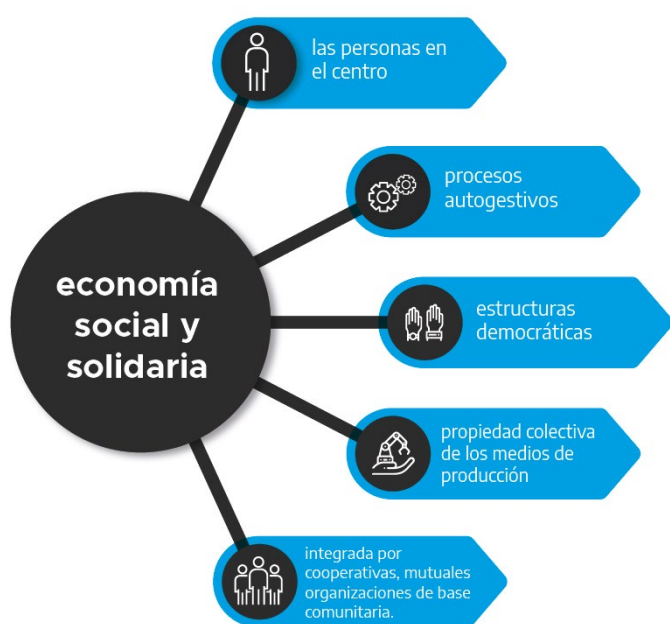 las personas en
el centro
procesos
autogestivos
economía
social y
solidaria
estructuras
democráticas
propiedad colectiva
de los medios de
producción
integrada por
cooperativas, mutuales
organizaciones de base
comunitaria.